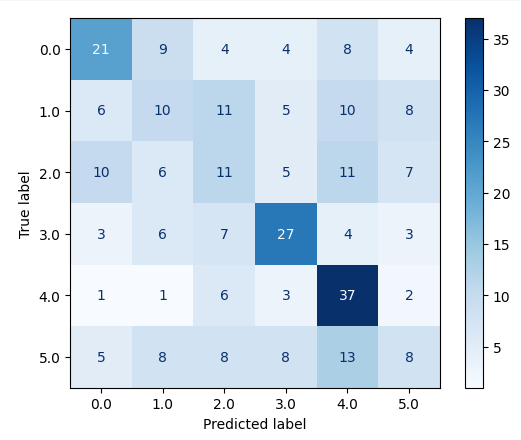 0.0 21 9 4 4 8 4
1.0 6 10 11 5 10 8
2.0 10 6 11 5 11 7
3.0 3 6 7 27 4 3
4.0 1 1 6 3 37 2
5.0 5 8 8 8 13 8
0.0 1.0 2.0 3.0 4.0 5.0
Predicted label
True label
35
30
25
20
15
10
5